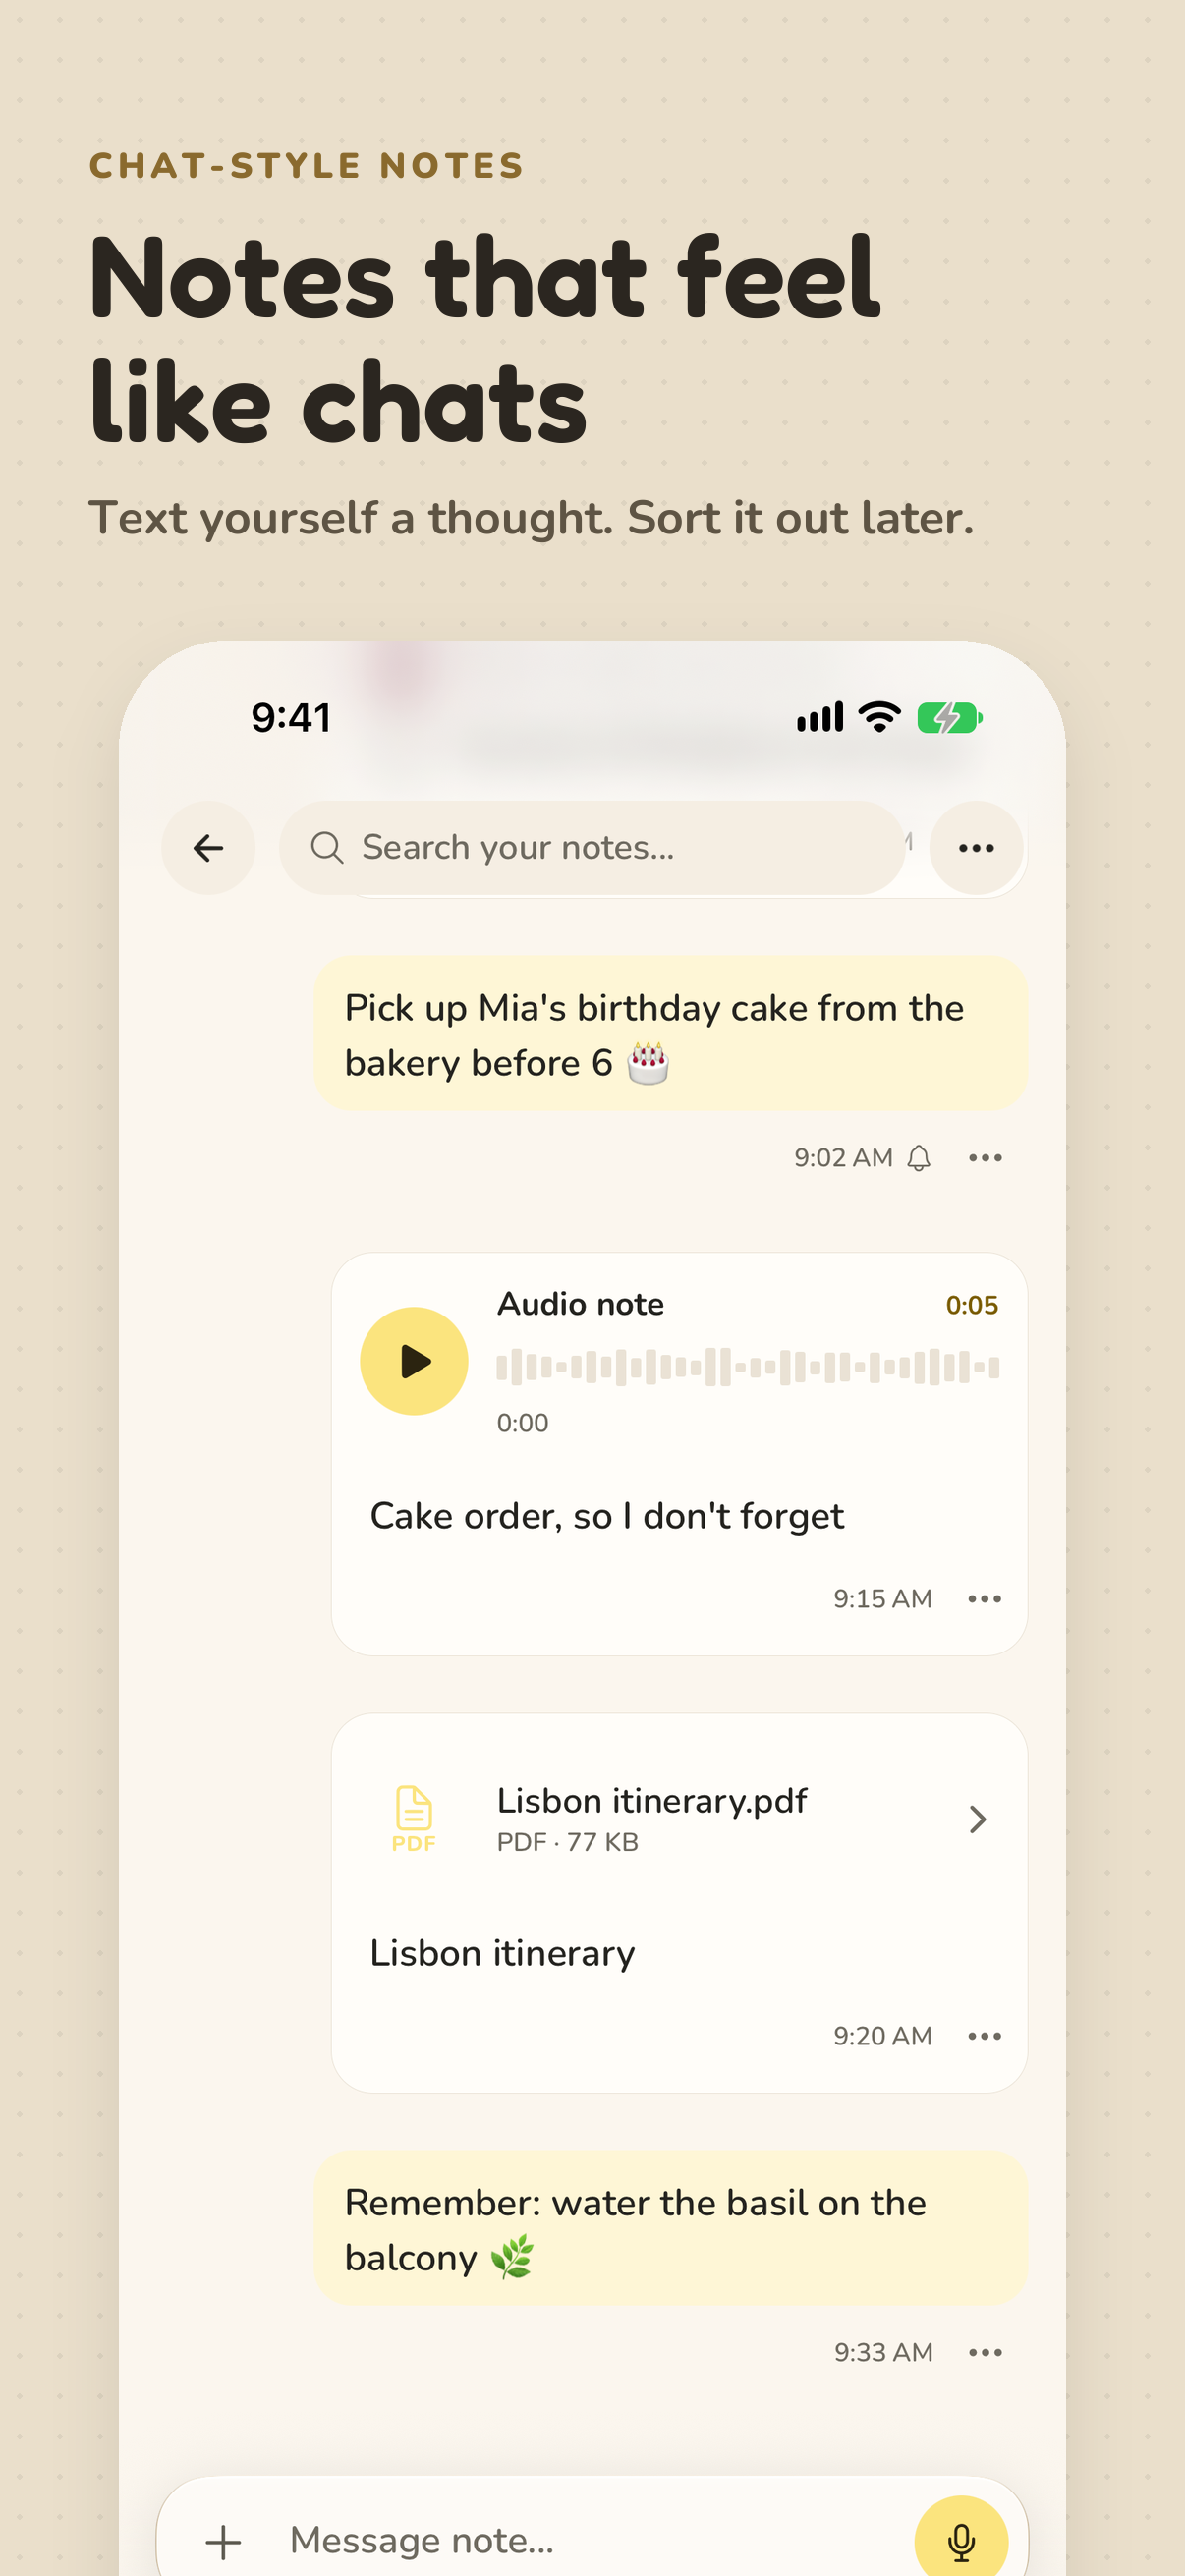 CHAT-STYLE NOTES
Notes that feel
like chats
Text yourself a thought. Sort it out later.
9:41
Search your notes...
Pick up Mia's birthday cake from the
bakery before 6 🎂
9:02 AM
Audio note
0:05
0:00
Cake order, so I don't forget
9:15 AM
Lisbon itinerary.pdf
PDF
PDF · 77 KB
Lisbon itinerary
9:20 AM
Remember: water the basil on the
balcony 🌿
9:33 AM
Message note...